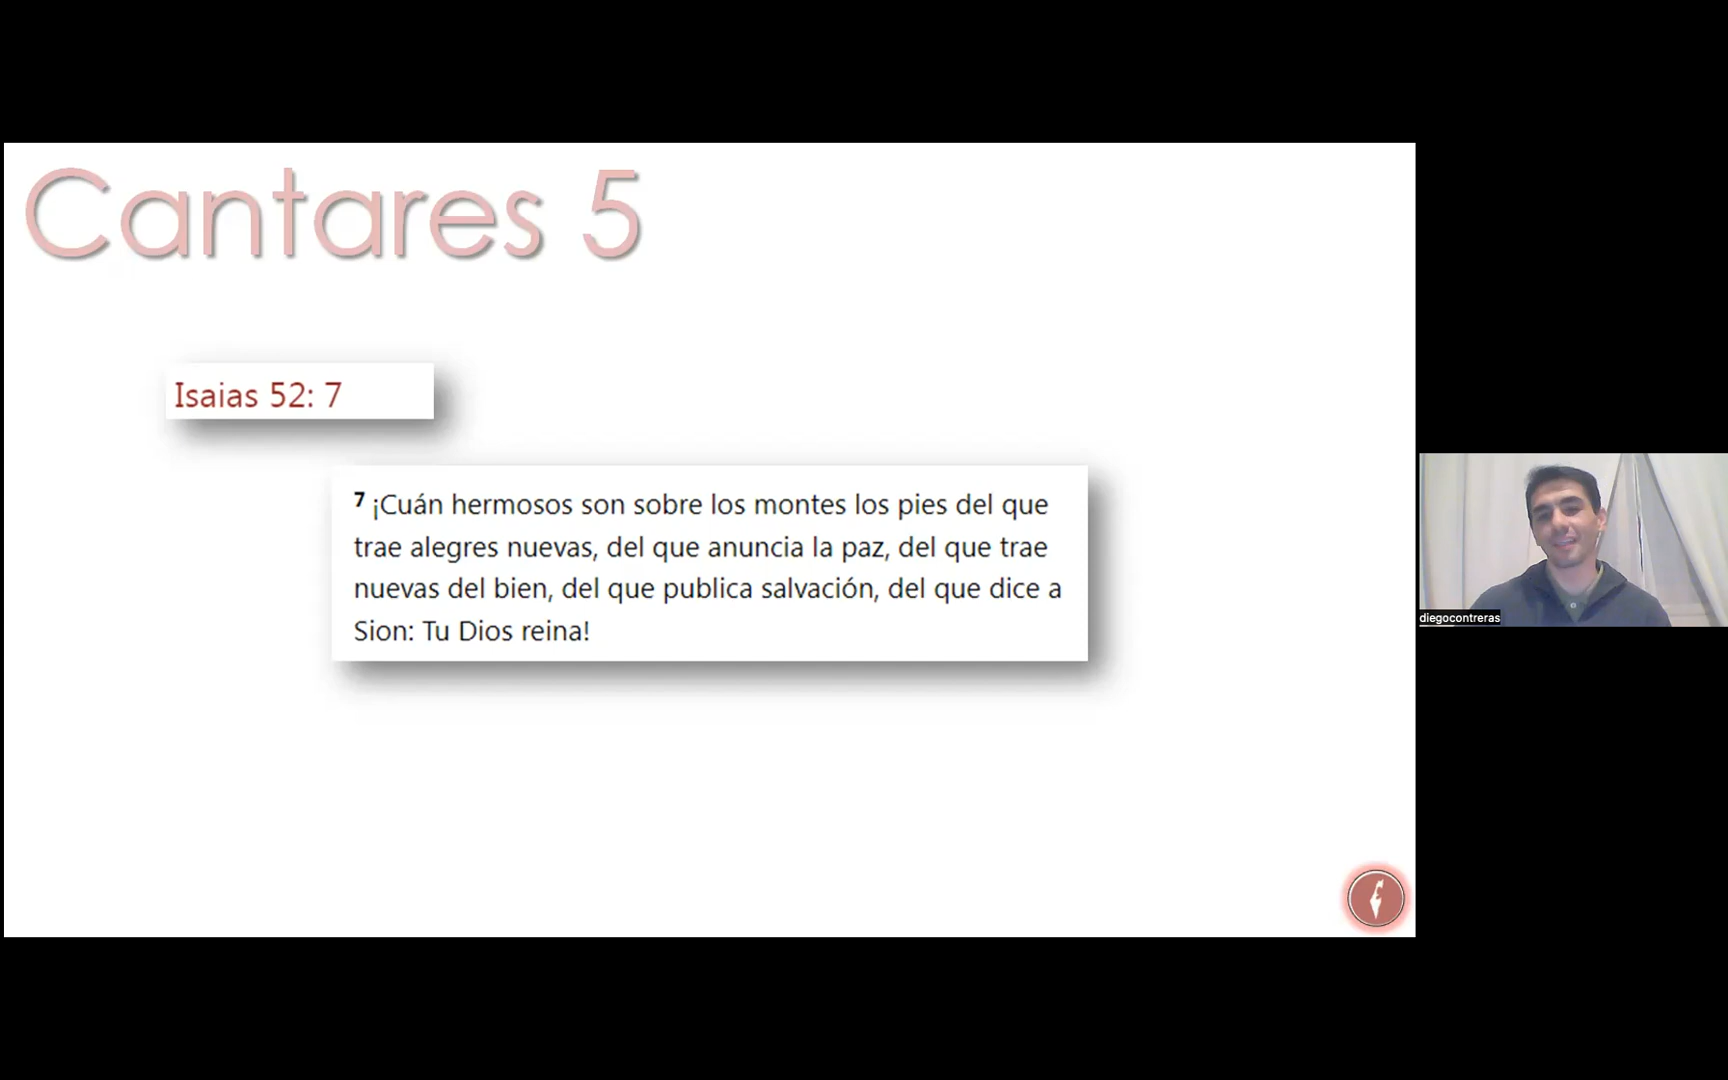 Cantares 5
Isaias 52: 7
7 ¡Cuán hermosos son sobre los montes los pies del que
trae alegres nuevas, del que anuncia la paz, del que trae
nuevas del bien, del que publica salvación, del que dice a
Sion: Tu Dios reina!
diegocontreras